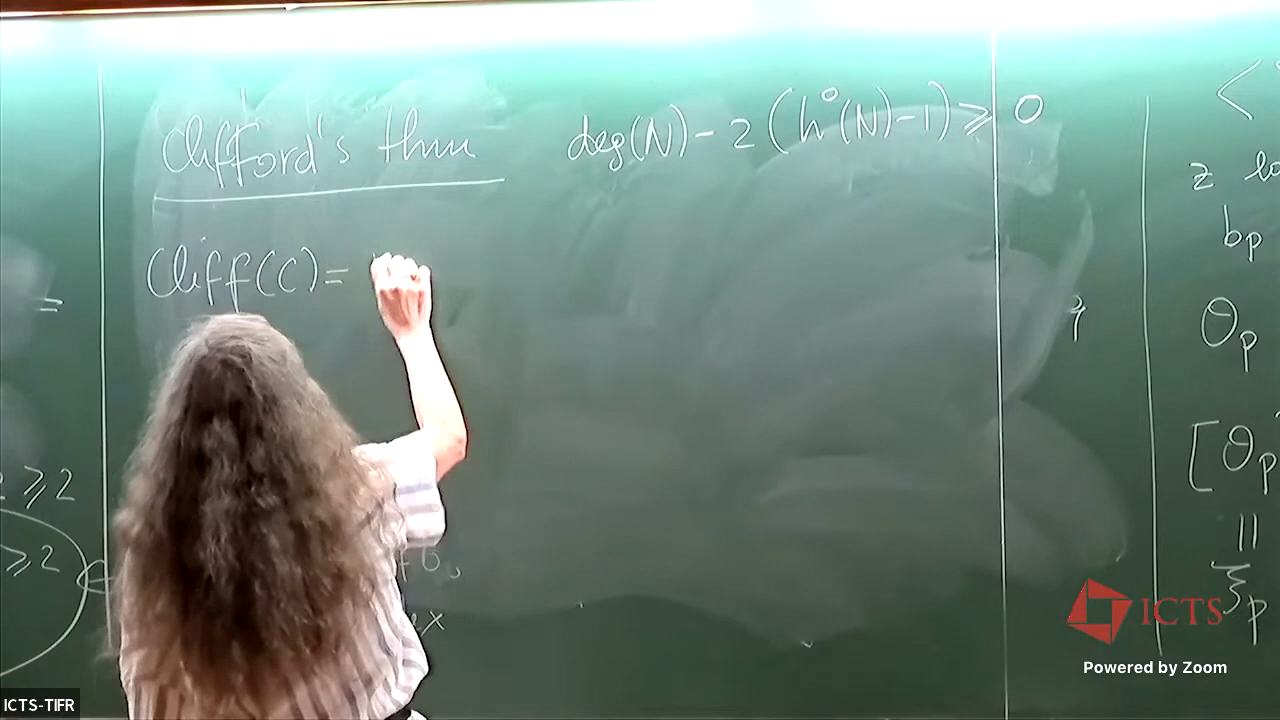 Clifford's thm deg(N) - 2 (h⁰(N)-1) ⩾ 0
Cliff(C) =
=
⩾2
⩾2
z
b_p
θ_p
[θ_p
||
ξ_p
ICTS
Powered by Zoom
ICTS-TIFR